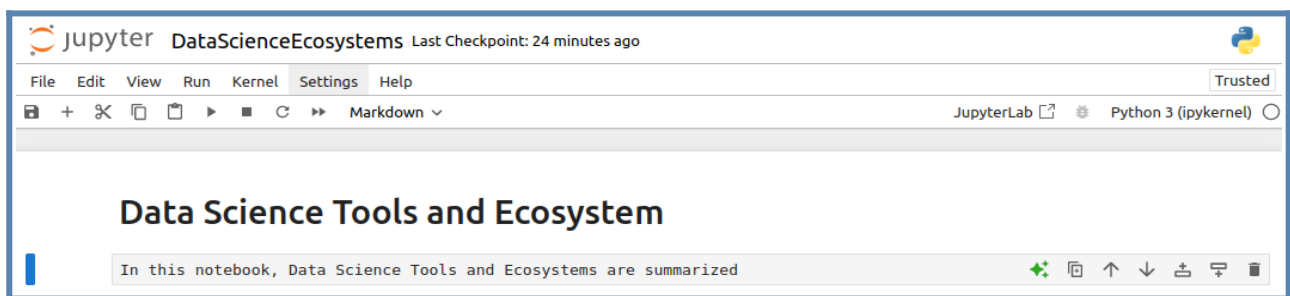 jupyter DataScienceEcosystems Last Checkpoint: 24 minutes ago
File Edit View Run Kernel Settings Help Trusted
Markdown JupyterLab Python 3 (ipykernel)
Data Science Tools and Ecosystem
In this notebook, Data Science Tools and Ecosystems are summarized